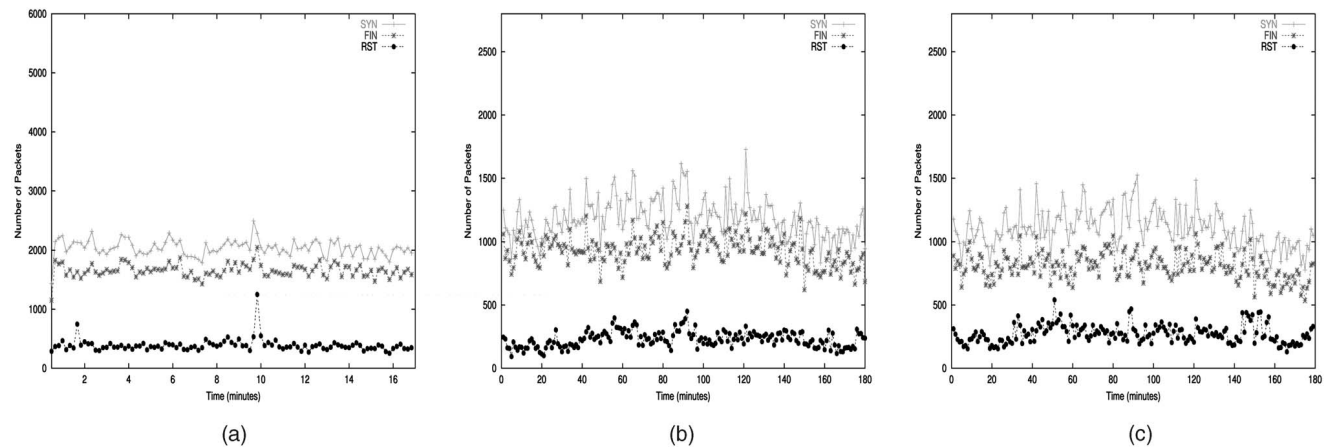 SYN
FIN
RST
6000
5000
4000
3000
2000
1000
0
Number of Packets
2 4 6 8 10 12 14 16
Time (minutes)
(a)
SYN
FIN
RST
2500
2000
1500
1000
500
0
Number of Packets
0 20 40 60 80 100 120 140 160 180
Time (minutes)
(b)
SYN
FIN
RST
2500
2000
1500
1000
500
0
Number of Packets
0 20 40 60 80 100 120 140 160 180
Time (minutes)
(c)